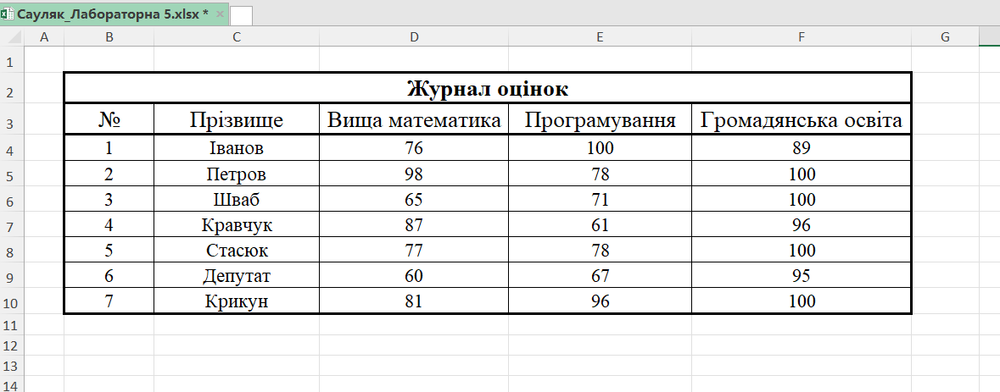 Сауляк_Лабораторна 5.xlsx * ×
A B C D E F G
1
2 Журнал оцінок
3 № Прізвище Вища математика Програмування Громадянська освіта
4 1 Іванов 76 100 89
5 2 Петров 98 78 100
6 3 Шваб 65 71 100
7 4 Кравчук 87 61 96
8 5 Стасюк 77 78 100
9 6 Депутат 60 67 95
10 7 Крикун 81 96 100
11
12
13
14